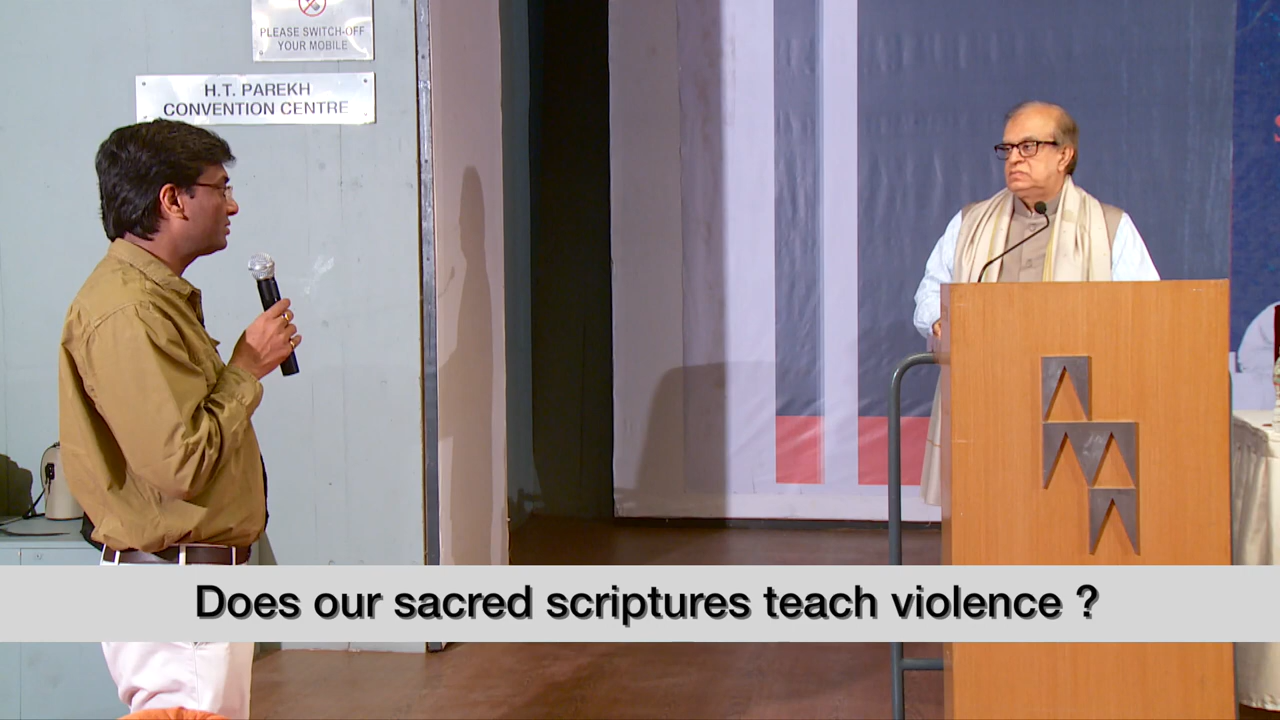 PLEASE SWITCH-OFF
YOUR MOBILE
H.T. PAREKH
CONVENTION CENTRE
Does our sacred scriptures teach violence ?